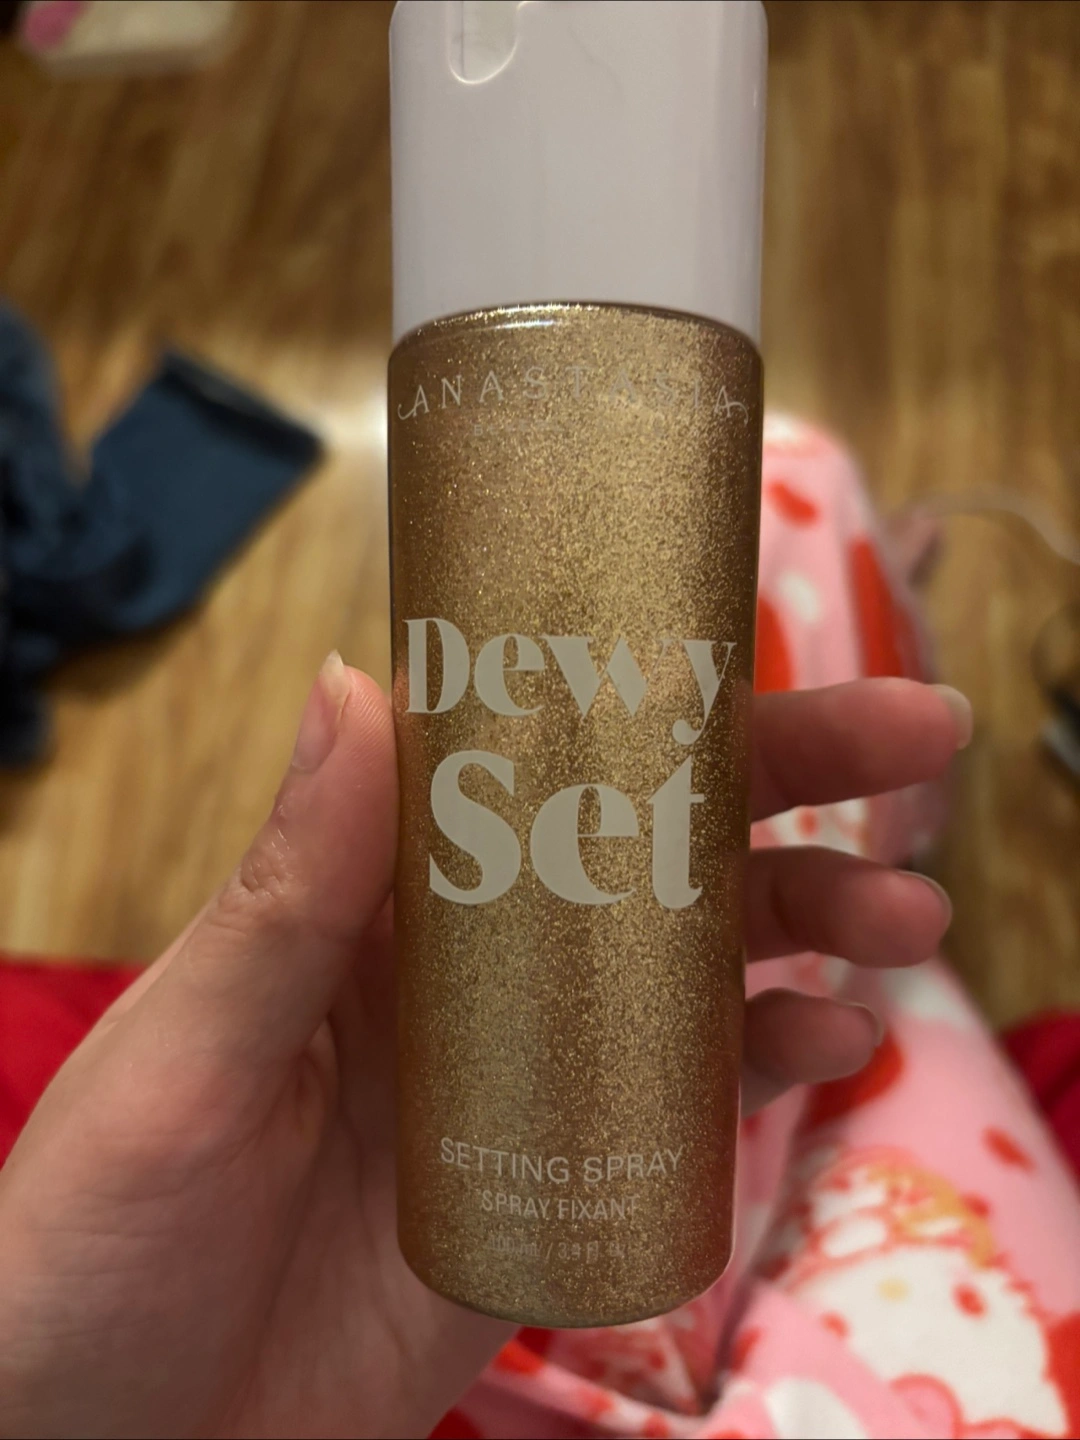 ANASTASIA
Dewy
Set
SETTING SPRAY
SPRAY FIXANT